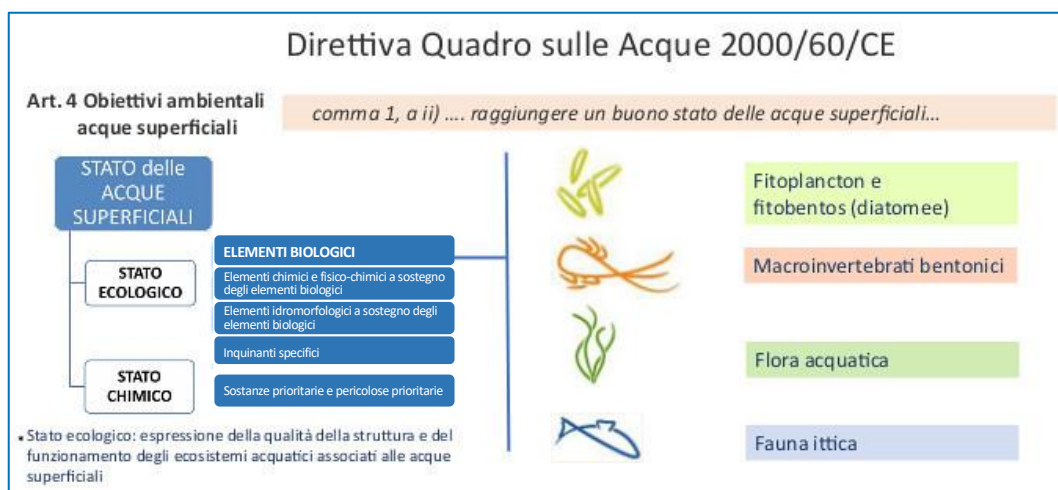 Direttiva Quadro sulle Acque 2000/60/CE
Art. 4 Obiettivi ambientali
acque superficiali
comma 1, a ii) .... raggiungere un buono stato delle acque superficiali...
STATO delle
ACQUE
SUPERFICIALI
STATO
ECOLOGICO
ELEMENTI BIOLOGICI
Elementi chimici e fisico-chimici a sostegno
degli elementi biologici
Elementi idromorfologici a sostegno degli
elementi biologici
Inquinanti specifici
STATO
CHIMICO
Sostanze prioritarie e pericolose prioritarie
• Stato ecologico: espressione della qualità della struttura e del
funzionamento degli ecosistemi acquatici associati alle acque
superficiali
Fitoplancton e
fitobentos (diatomee)
Macroinvertebrati bentonici
Flora acquatica
Fauna ittica